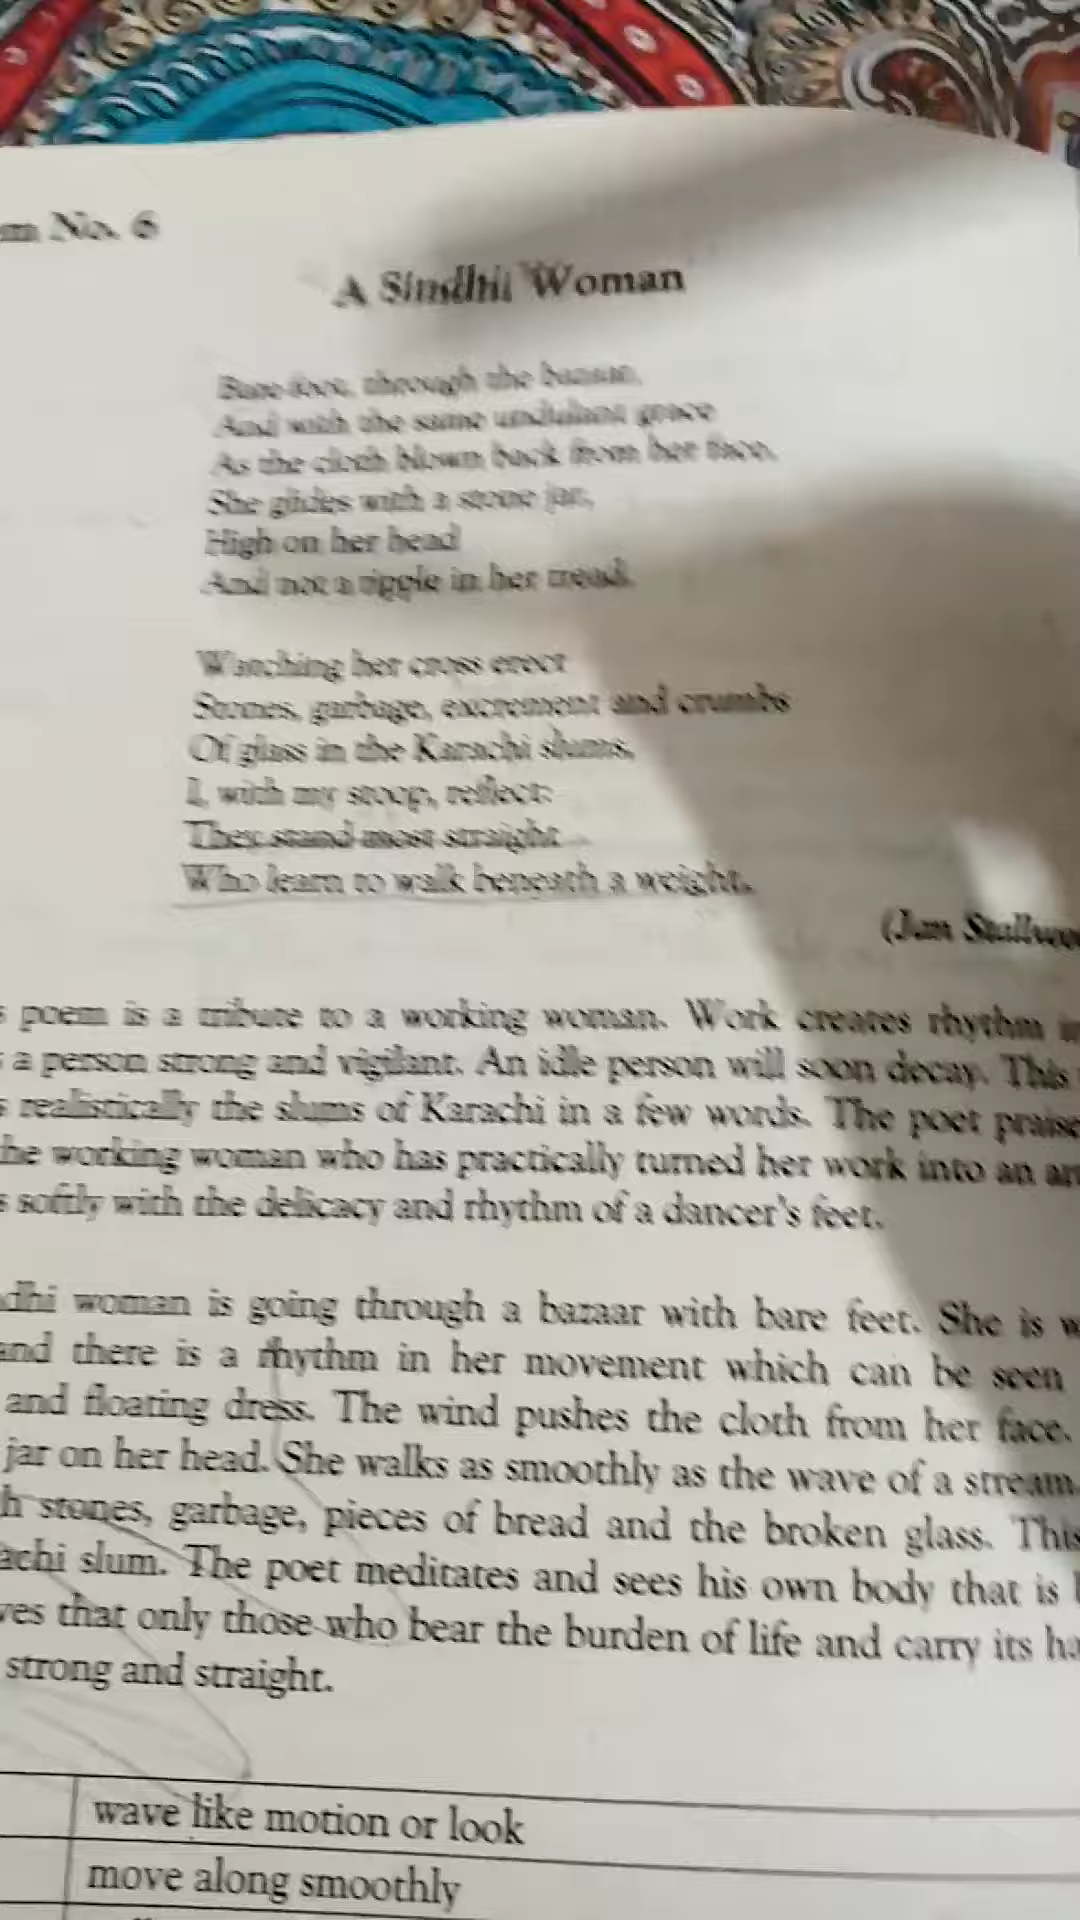 m No. 6
A Sindhi Woman
Bare-foot, through the bazaar,
And with the same undulant grace
As the cloth blown back from her face,
She glides with a stone jar,
High on her head
And not a ripple in her tread.
Watching her cross erect
Stones, garbage, excrement and crumbs
Of glass in the Karachi slums,
I, with my stoop, reflect:
They stand most straight
Who learn to walk beneath a weight.
(Jan Stallwo
s poem is a tribute to a working woman. Work creates rhythm in
s a person strong and vigilant. An idle person will soon decay. This
s realistically the slums of Karachi in a few words. The poet praise
he working woman who has practically turned her work into an art
s softly with the delicacy and rhythm of a dancer's feet.
dhi woman is going through a bazaar with bare feet. She is w
and there is a rhythm in her movement which can be seen
and floating dress. The wind pushes the cloth from her face.
jar on her head. She walks as smoothly as the wave of a stream.
h stones, garbage, pieces of bread and the broken glass. This
achi slum. The poet meditates and sees his own body that is
ves that only those who bear the burden of life and carry its ha
strong and straight.
wave like motion or look
move along smoothly